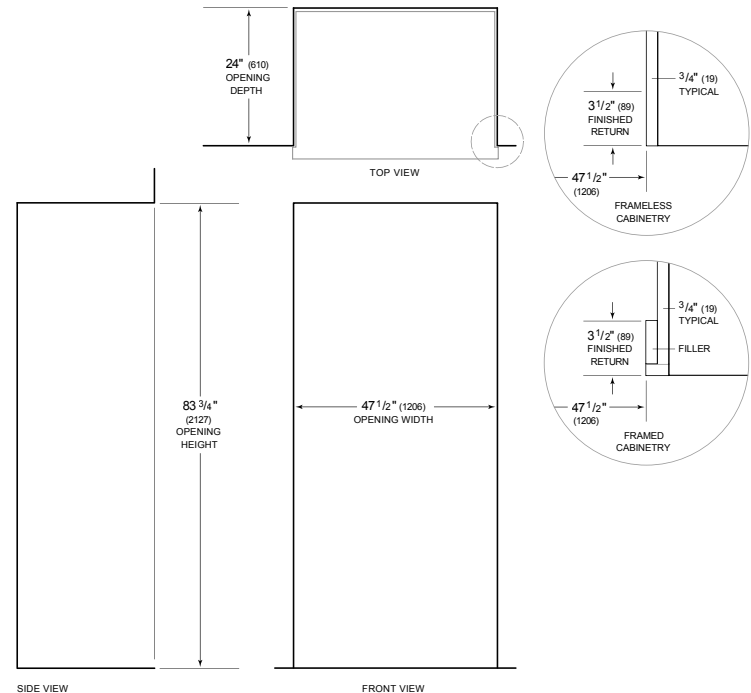 24" (610)
OPENING
DEPTH
TOP VIEW
3/4" (19)
TYPICAL
3 1/2" (89)
FINISHED
RETURN
47 1/2"
(1206)
FRAMELESS
CABINETRY
3/4" (19)
TYPICAL
3 1/2" (89)
FINISHED
RETURN
FILLER
47 1/2"
(1206)
FRAMED
CABINETRY
83 3/4"
(2127)
OPENING
HEIGHT
47 1/2" (1206)
OPENING WIDTH
SIDE VIEW
FRONT VIEW